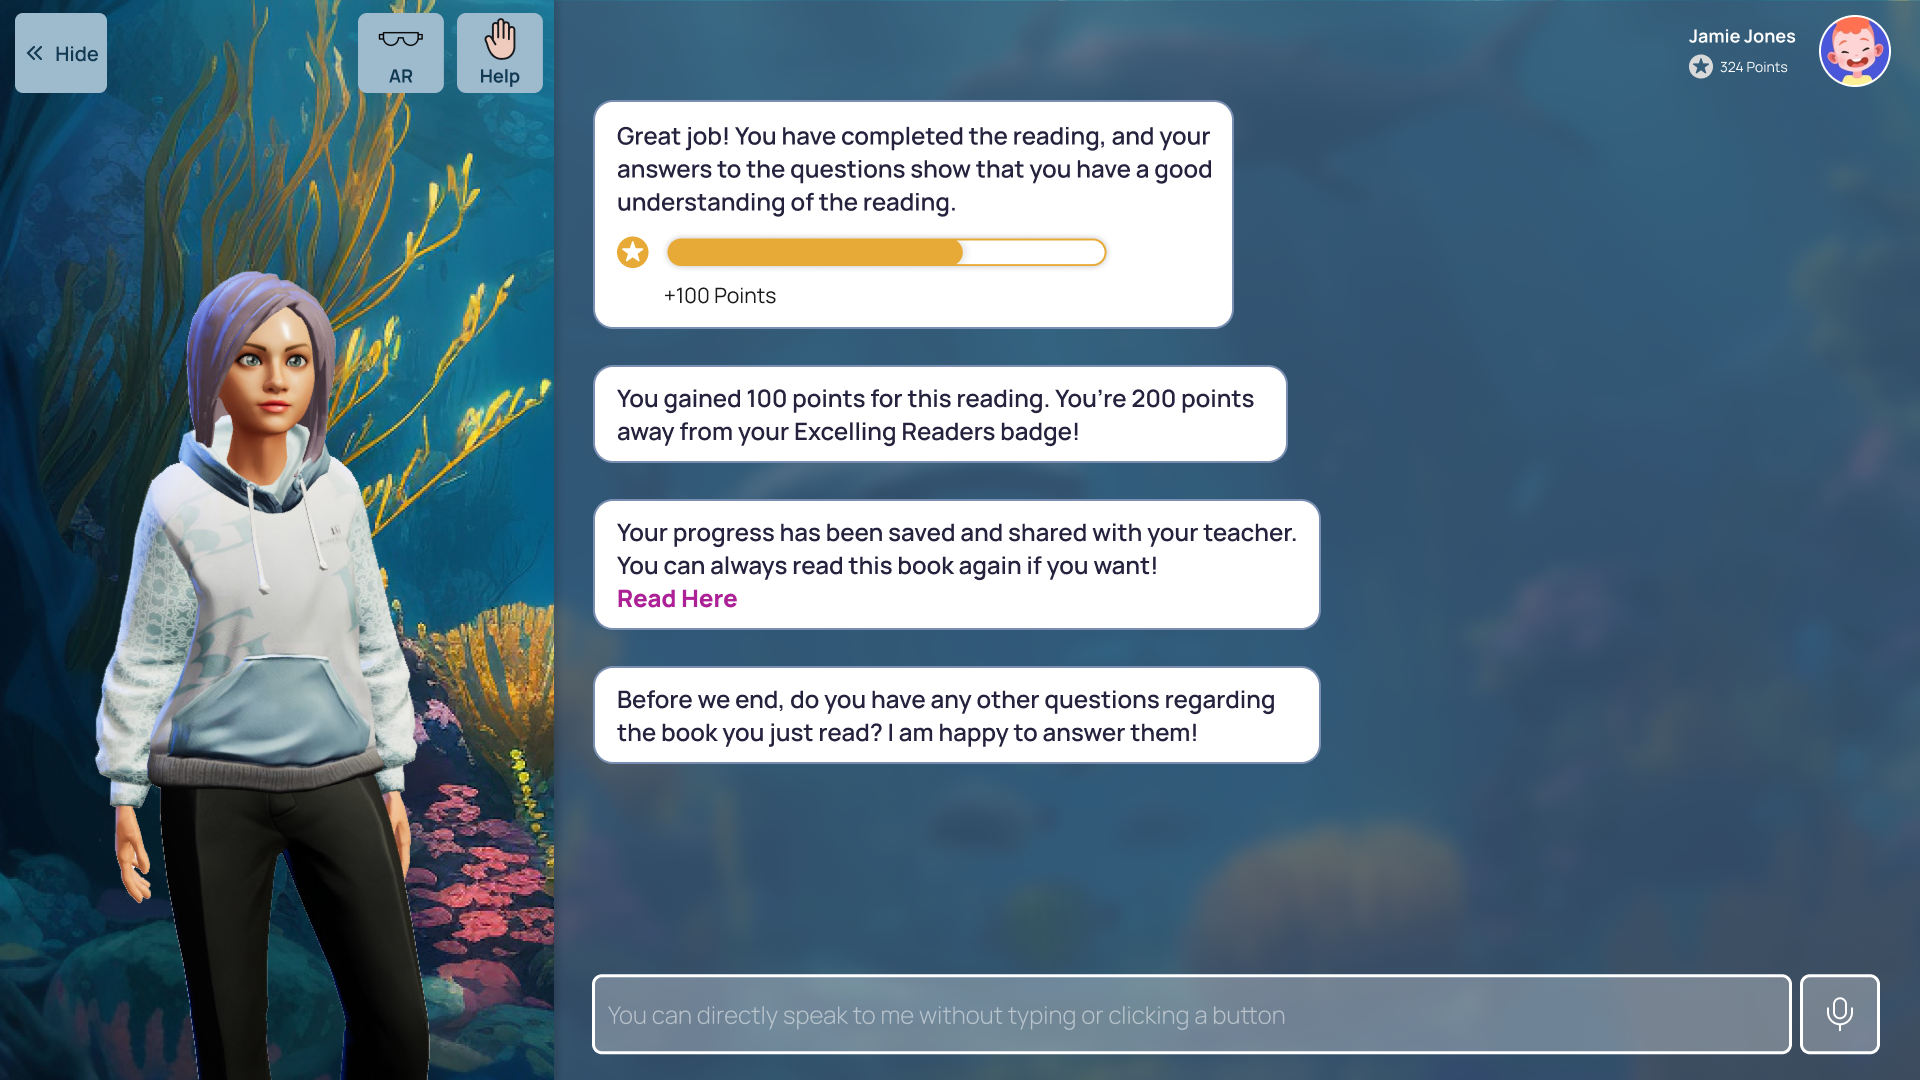 Hide
AR
Help
Jamie Jones
324 Points
Great job! You have completed the reading, and your
answers to the questions show that you have a good
understanding of the reading.
+100 Points
You gained 100 points for this reading. You’re 200 points
away from your Excelling Readers badge!
Your progress has been saved and shared with your teacher.
You can always read this book again if you want!
Read Here
Before we end, do you have any other questions regarding
the book you just read? I am happy to answer them!
You can directly speak to me without typing or clicking a button